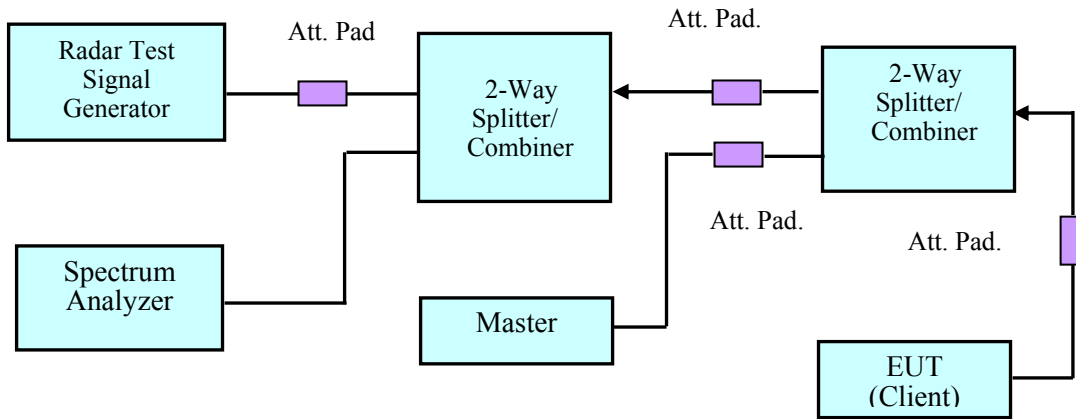 Att. Pad
Att. Pad.
Radar Test
Signal
Generator
2-Way
Splitter/
Combiner
2-Way
Splitter/
Combiner
Att. Pad.
Att. Pad.
Spectrum
Analyzer
Master
EUT
(Client)